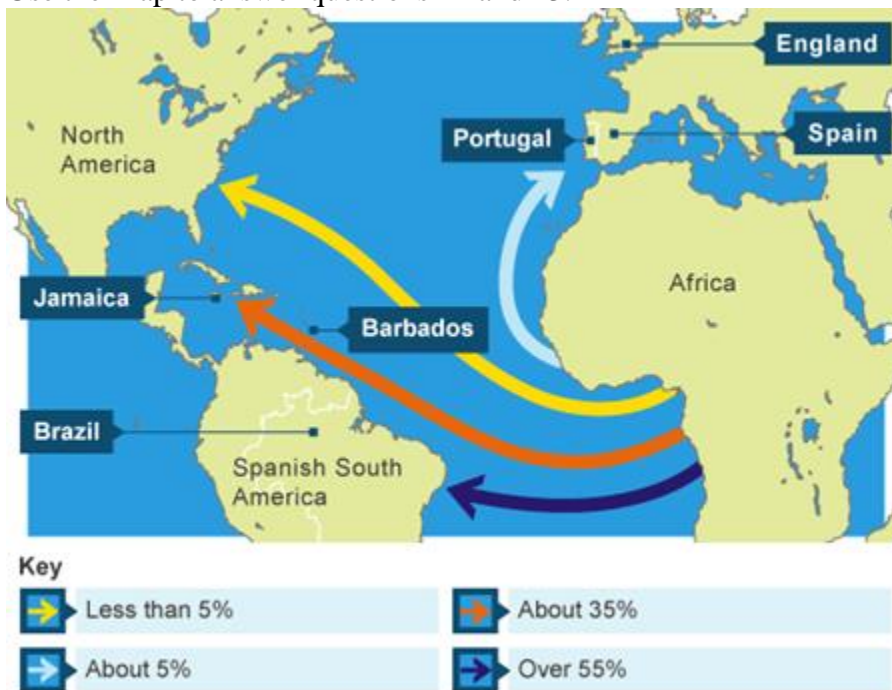 England
North
America
Portugal
Spain
Africa
Jamaica
Barbados
Brazil
Spanish South
America
Key
Less than 5%
About 35%
About 5%
Over 55%